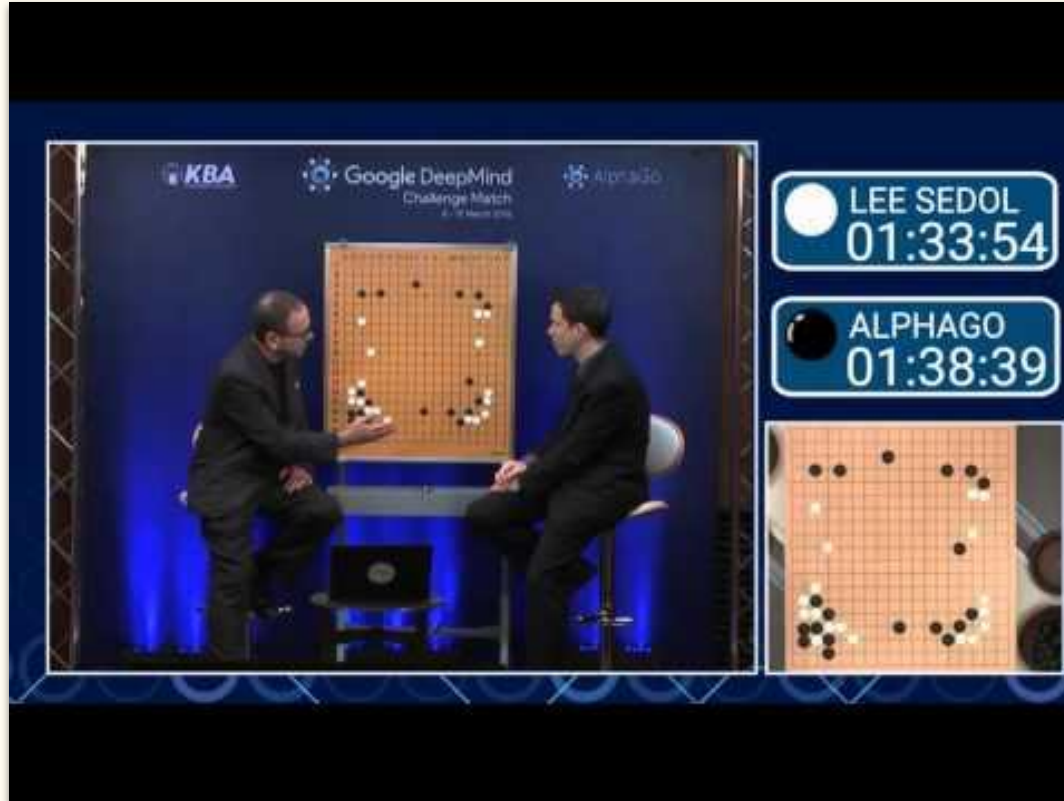 KBA
Google DeepMind
Challenge Match
AlphaGo
LEE SEDOL
01:33:54
ALPHAGO
01:38:39